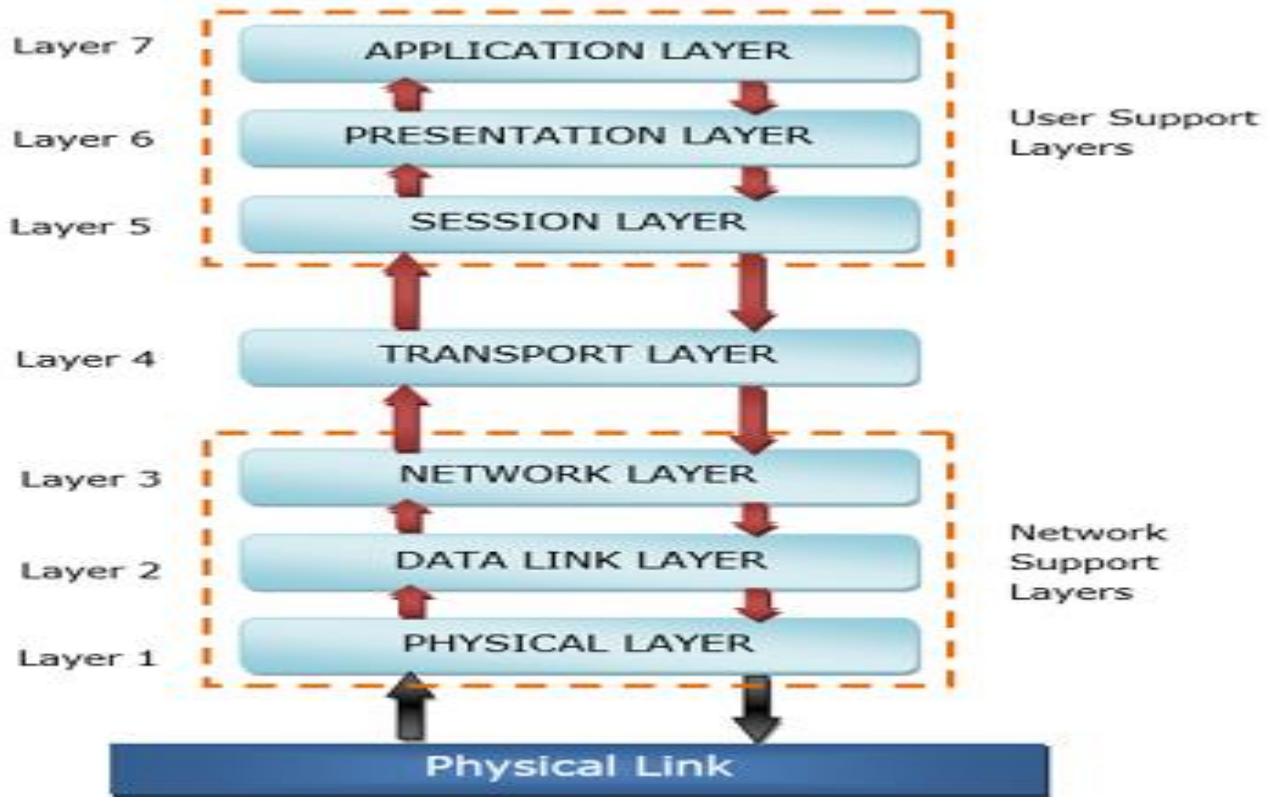 Layer 7
APPLICATION LAYER
Layer 6
PRESENTATION LAYER
User Support
Layers
Layer 5
SESSION LAYER
Layer 4
TRANSPORT LAYER
Layer 3
NETWORK LAYER
Network
Support
Layers
Layer 2
DATA LINK LAYER
Layer 1
PHYSICAL LAYER
Physical Link